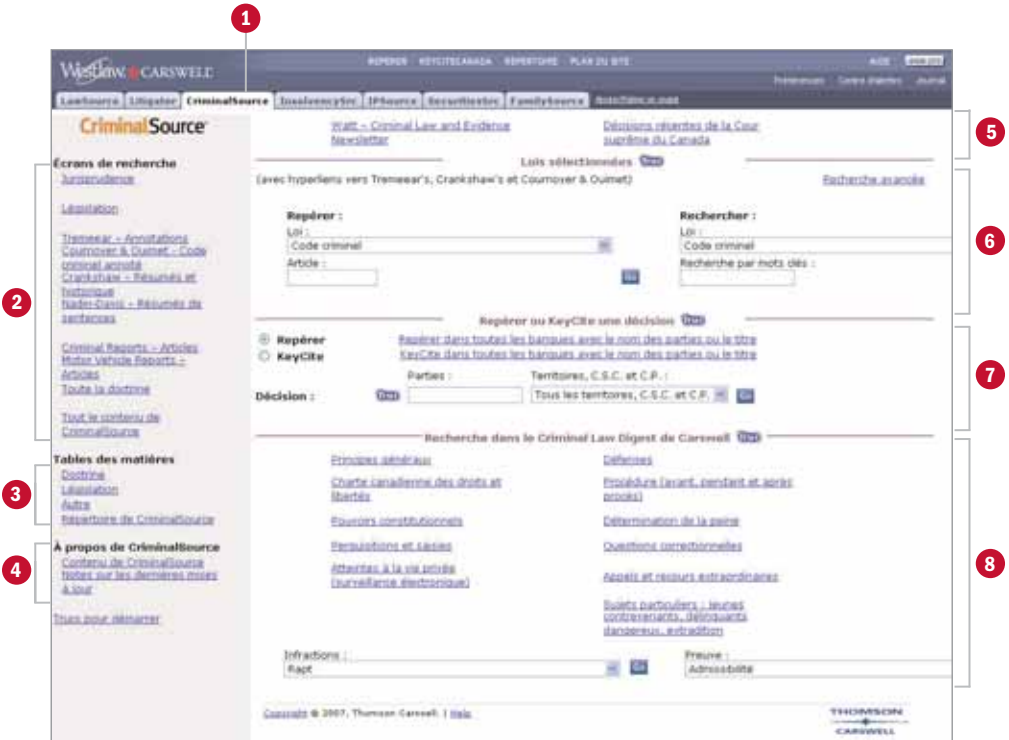 1
Westlaw CARSWELL
REPÉRER KEYCITECANADA RÉPERTOIRE PLAN DU SITE
AIDE
Préférences Centre d'alertes Journal
LawSource Litigator CriminalSource InsolvencySrc IPSource SecuritiesSrc FamilySource
CriminalSource
Watt – Criminal Law and Evidence
Newsletter
Décisions récentes de la Cour
suprême du Canada
5
Écrans de recherche
Jurisprudence
Législation
Tremeear – Annotations
Cournoyer & Ouimet - Code
criminel annoté
Crankshaw – Résumés et
historique
Nadin-Davis – Résumés de
sentences
Criminal Reports – Articles
Motor Vehicle Reports –
Articles
Toute la doctrine
Tout le contenu de
CriminalSource
2
Tables des matières
Doctrine
Législation
Autre
Répertoire de CriminalSource
3
À propos de CriminalSource
Contenu de CriminalSource
Notes sur les dernières mises
à jour
4
Trucs pour démarrer
Lois sélectionnées Truc
(avec hyperliens vers Tremeear's, Crankshaw's et Cournoyer & Ouimet)
Recherche avancée
Repérer :
Loi :
Code criminel
Article :
Go
Rechercher :
Loi :
Code criminel
Recherche par mots clés :
6
Repérer ou KeyCite une décision Truc
Repérer
KeyCite
Repérer dans toutes les banques avec le nom des parties ou le titre
KeyCite dans toutes les banques avec le nom des parties ou le titre
Parties :
Territoires, C.S.C. et C.P. :
Décision :
Truc
Tous les territoires, C.S.C. et C.P.
Go
7
Recherche dans le Criminal Law Digest de Carswell Truc
Principes généraux
Défenses
Charte canadienne des droits et
libertés
Procédure (avant, pendant et après
procès)
Pouvoirs constitutionnels
Détermination de la peine
Perquisitions et saisies
Questions correctionnelles
Atteintes à la vie privée
(surveillance électronique)
Appels et recours extraordinaires
Sujets particuliers : jeunes
contrevenants, délinquants
dangereux, extradition
Infractions :
Rapt
Go
Preuve :
Admissibilité
8
Copyright © 2007, Thomson Carswell. | Help
THOMSON
CARSWELL